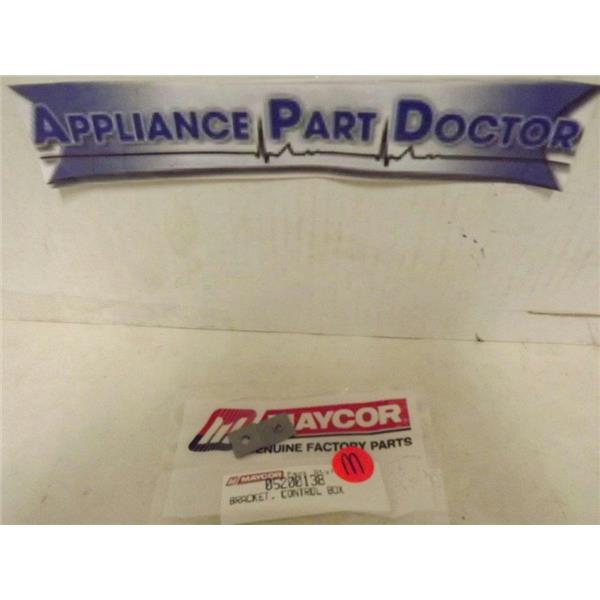 APPLIANCE PART DOCTOR
MAYCOR
GENUINE FACTORY PARTS
M
MAYCOR
05200138
BRACKET, CONTROL BOX